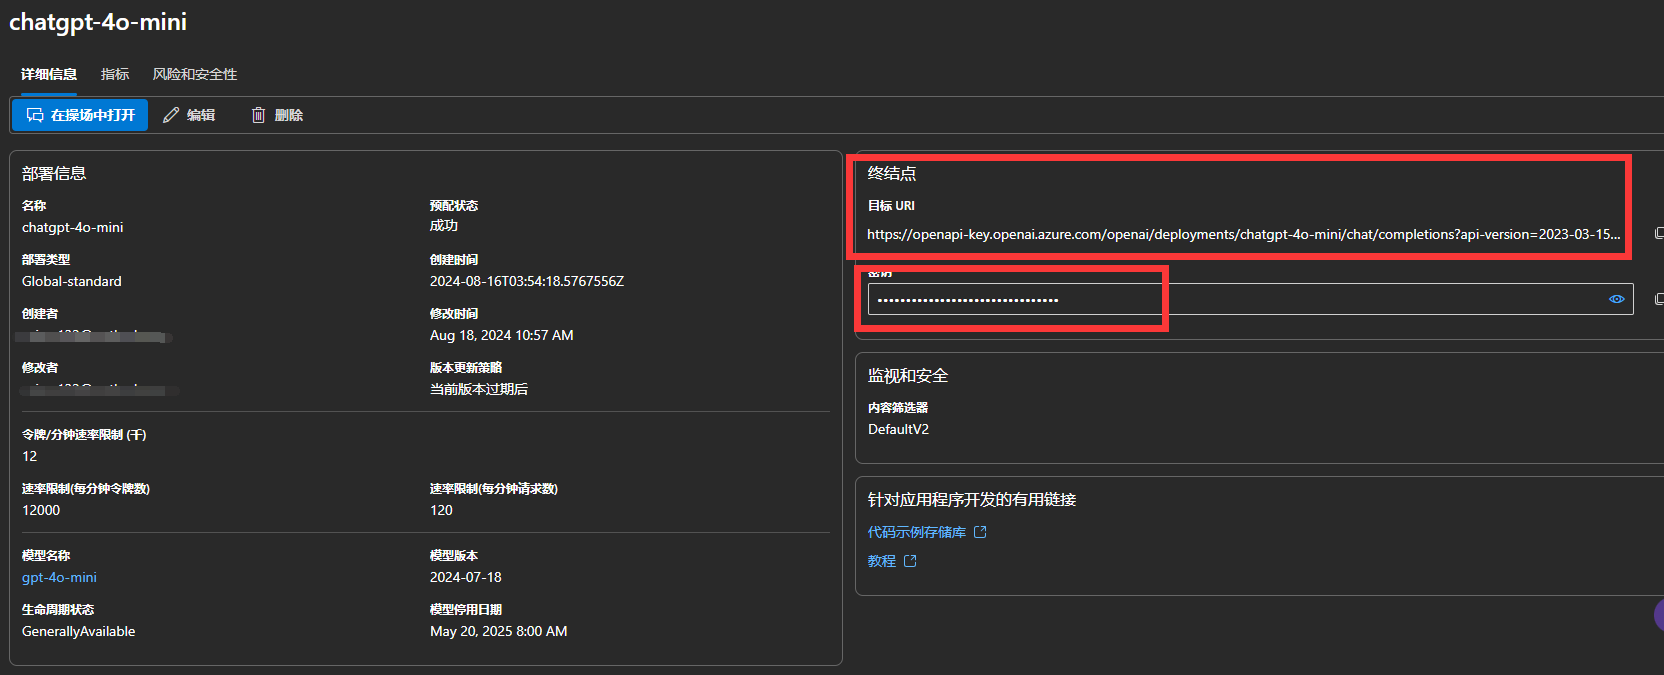 chatgpt-4o-mini
详细信息 指标 风险和安全性
在操场中打开 编辑 删除
部署信息
名称
chatgpt-4o-mini
预配状态
成功
部署类型
Global-standard
创建时间
2024-08-16T03:54:18.5767556Z
创建者
修改时间
Aug 18, 2024 10:57 AM
修改者
版本更新策略
当前版本过期后
令牌/分钟速率限制 (千)
12
速率限制(每分钟令牌数)
12000
速率限制(每分钟请求数)
120
模型名称
gpt-4o-mini
模型版本
2024-07-18
生命周期状态
GenerallyAvailable
模型停用日期
May 20, 2025 8:00 AM
终结点
目标 URI
https://openapi-key.openai.azure.com/openai/deployments/chatgpt-4o-mini/chat/completions?api-version=2023-03-15...
密钥
监视和安全
内容筛选器
DefaultV2
针对应用程序开发的有用链接
代码示例存储库
教程